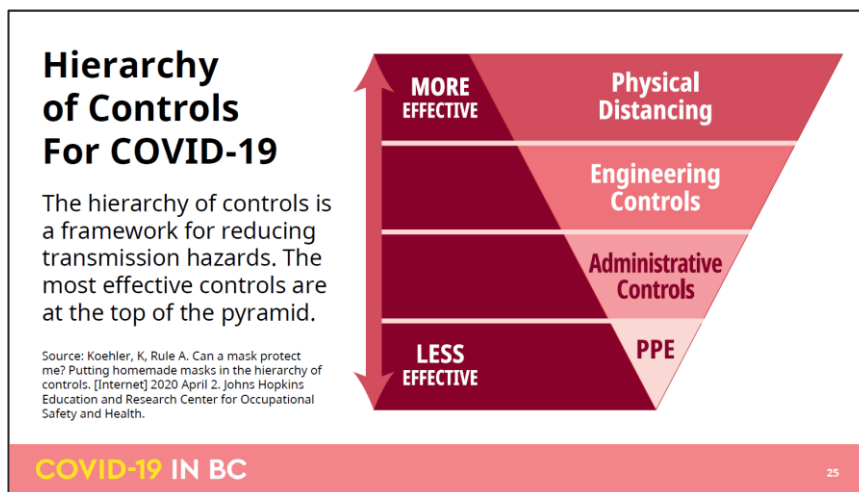 Hierarchy
of Controls
For COVID-19
The hierarchy of controls is
a framework for reducing
transmission hazards. The
most effective controls are
at the top of the pyramid.
Source: Koehler, K, Rule A. Can a mask protect
me? Putting homemade masks in the hierarchy of
controls. [Internet] 2020 April 2. Johns Hopkins
Education and Research Center for Occupational
Safety and Health.
MORE
EFFECTIVE
Physical
Distancing
Engineering
Controls
Administrative
Controls
LESS
EFFECTIVE
PPE
COVID-19 IN BC
25